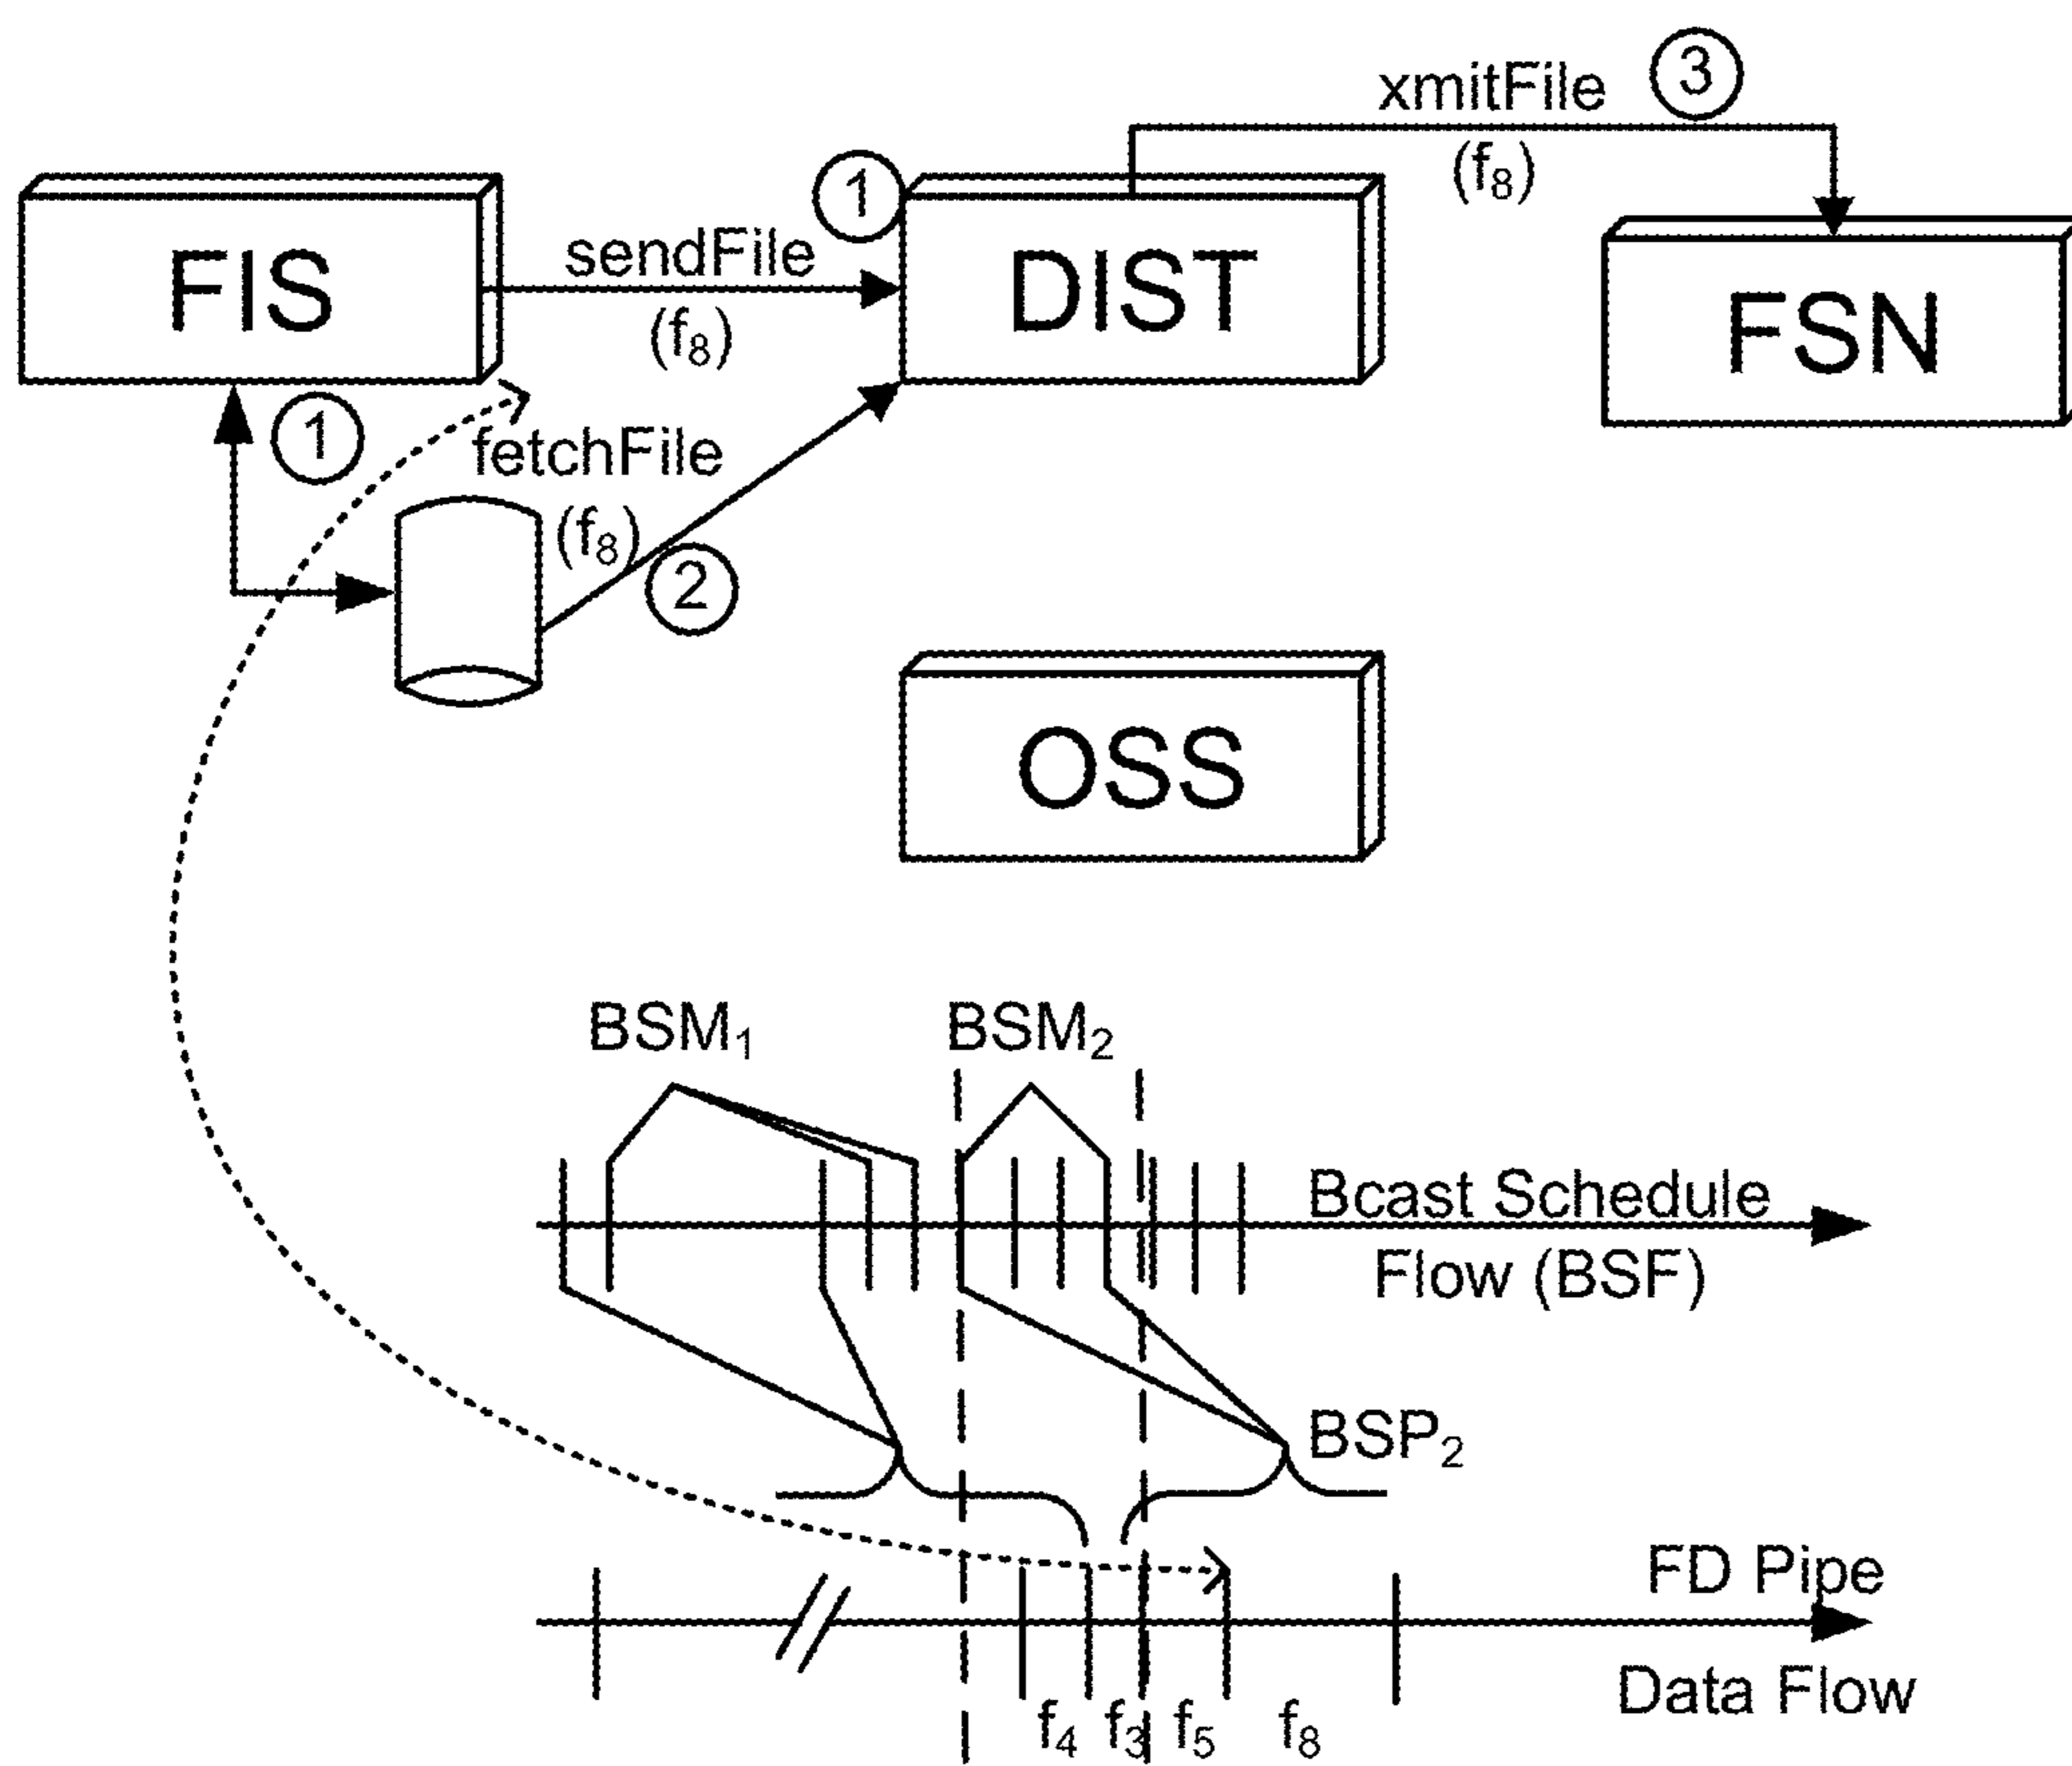 xmitFile ③
(f₈)
①
FIS
sendFile
(f₈)
DIST
FSN
①
fetchFile
(f₈)
②
OSS
BSM₁
BSM₂
Bcast Schedule
Flow (BSF)
BSP₂
FD Pipe
Data Flow
f₄ f₃ f₅ f₈